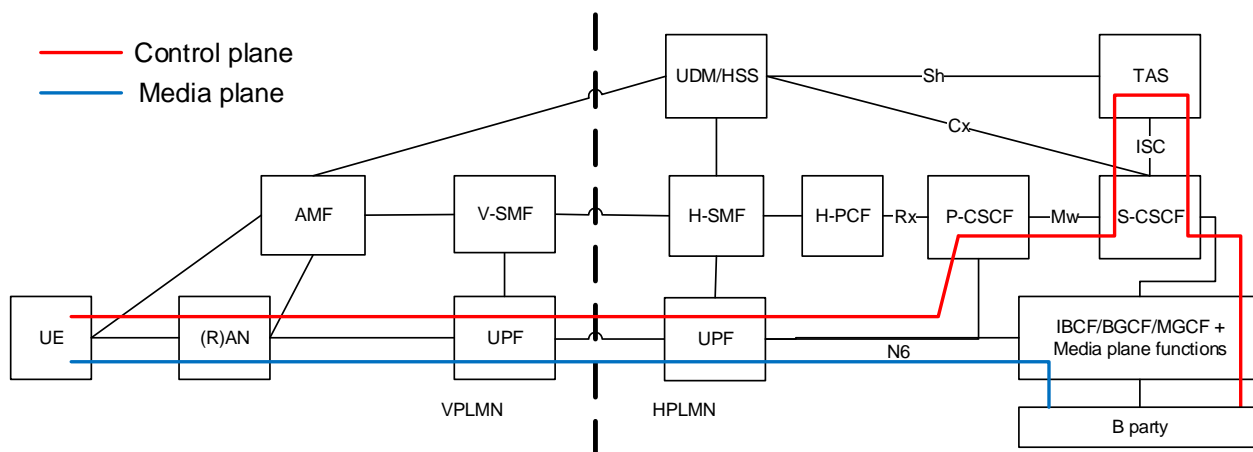 Control plane
Media plane
UDM/HSS
Sh
TAS
Cx
ISC
AMF
V-SMF
H-SMF
H-PCF
Rx
P-CSCF
Mw
S-CSCF
UE
(R)AN
UPF
UPF
N6
IBCF/BGCF/MGCF +
Media plane functions
VPLMN
HPLMN
B party